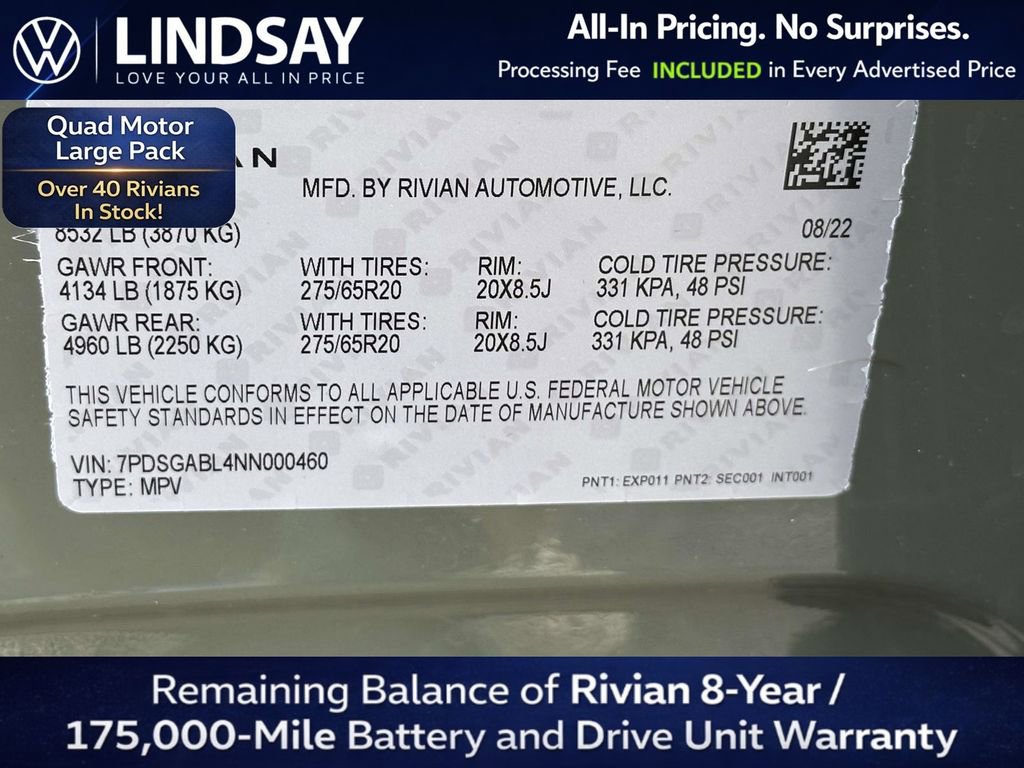 LINDSAY
LOVE YOUR ALL IN PRICE
All-In Pricing. No Surprises.
Processing Fee INCLUDED in Every Advertised Price
Quad Motor
Large Pack
Over 40 Rivians
In Stock!
MFD. BY RIVIAN AUTOMOTIVE, LLC.
8532 LB (3870 KG)
08/22
GAWR FRONT: WITH TIRES: RIM: COLD TIRE PRESSURE:
4134 LB (1875 KG) 275/65R20 20X8.5J 331 KPA, 48 PSI
GAWR REAR: WITH TIRES: RIM: COLD TIRE PRESSURE:
4960 LB (2250 KG) 275/65R20 20X8.5J 331 KPA, 48 PSI
THIS VEHICLE CONFORMS TO ALL APPLICABLE U.S. FEDERAL MOTOR VEHICLE
SAFETY STANDARDS IN EFFECT ON THE DATE OF MANUFACTURE SHOWN ABOVE.
VIN: 7PDSGABL4NN000460
TYPE: MPV
PNT1: EXP011 PNT2: SEC001 INT001
Remaining Balance of Rivian 8-Year /
175,000-Mile Battery and Drive Unit Warranty